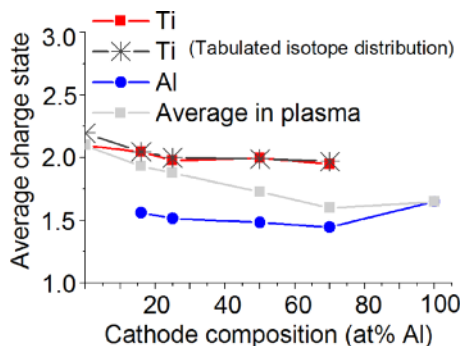 Ti
Ti (Tabulated isotope distribution)
Al
Average in plasma
3.0
2.5
2.0
1.5
1.0
20 40 60 80 100
Average charge state
Cathode composition (at% Al)